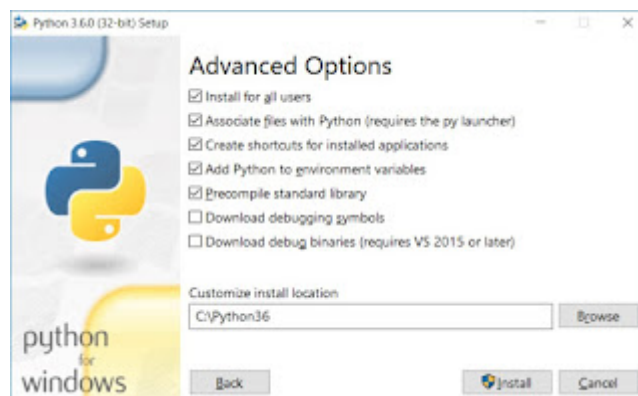 Python 3.6.0 (32-bit) Setup
Advanced Options
Install for all users
Associate files with Python (requires the py launcher)
Create shortcuts for installed applications
Add Python to environment variables
Precompile standard library
Download debugging symbols
Download debug binaries (requires VS 2015 or later)
Customize install location
C:\Python36
Browse
python
for
windows
Back
Install
Cancel